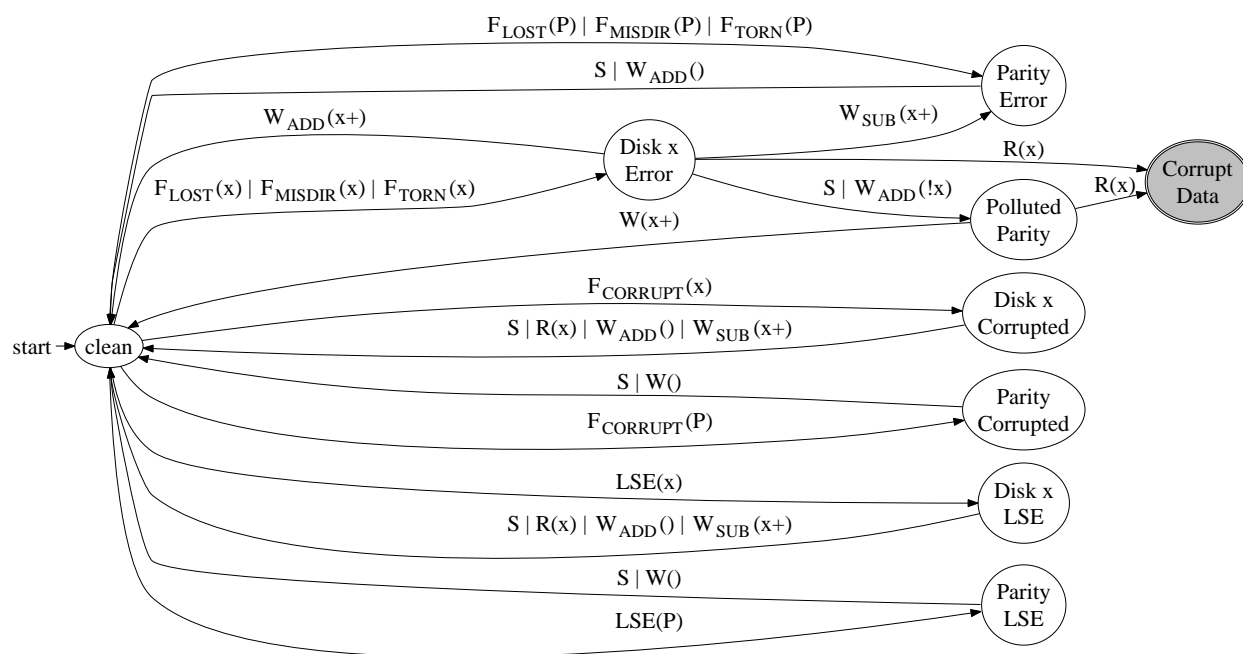 F_LOST(P) | F_MISDIR(P) | F_TORN(P)
S | W_ADD()
Parity
Error
W_ADD(x+)
W_SUB(x+)
Disk x
Error
R(x)
Corrupt
Data
F_LOST(x) | F_MISDIR(x) | F_TORN(x)
S | W_ADD(!x)
R(x)
Polluted
Parity
W(x+)
F_CORRUPT(x)
Disk x
Corrupted
S | R(x) | W_ADD() | W_SUB(x+)
start
clean
S | W()
Parity
Corrupted
F_CORRUPT(P)
LSE(x)
Disk x
LSE
S | R(x) | W_ADD() | W_SUB(x+)
S | W()
Parity
LSE
LSE(P)